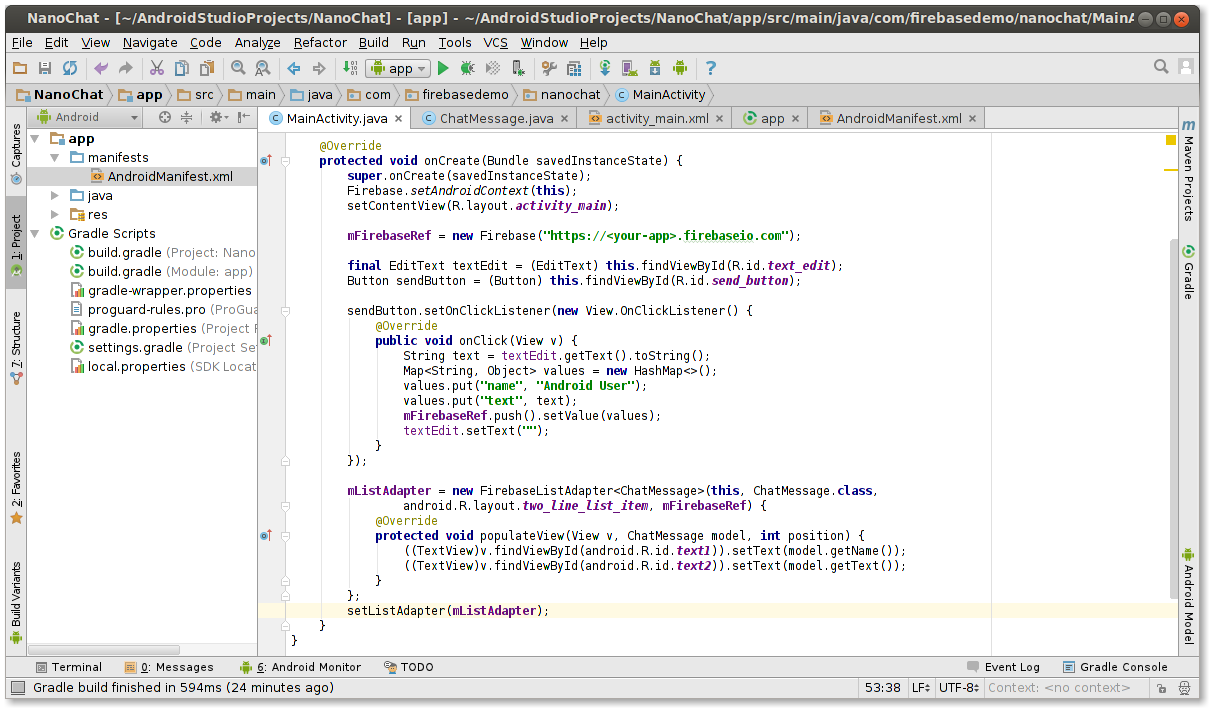 NanoChat - [~/AndroidStudioProjects/NanoChat] - [app] - ~/AndroidStudioProjects/NanoChat/app/src/main/java/com/firebasedemo/nanochat/MainA
File Edit View Navigate Code Analyze Refactor Build Run Tools VCS Window Help
app
NanoChat app src main java com firebasedemo nanochat MainActivity
Android
MainActivity.java ChatMessage.java activity_main.xml app AndroidManifest.xml
Captures
1: Project
7: Structure
2: Favorites
Build Variants
app
manifests
AndroidManifest.xml
java
res
Gradle Scripts
build.gradle (Project: Nano
build.gradle (Module: app)
gradle-wrapper.properties
proguard-rules.pro (ProGua
gradle.properties (Project P
settings.gradle (Project Se
local.properties (SDK Locat
@Override
protected void onCreate(Bundle savedInstanceState) {
super.onCreate(savedInstanceState);
Firebase.setAndroidContext(this);
setContentView(R.layout.activity_main);
mFirebaseRef = new Firebase("https://<your-app>.firebaseio.com");
final EditText textEdit = (EditText) this.findViewById(R.id.text_edit);
Button sendButton = (Button) this.findViewById(R.id.send_button);
sendButton.setOnClickListener(new View.OnClickListener() {
@Override
public void onClick(View v) {
String text = textEdit.getText().toString();
Map<String, Object> values = new HashMap<>();
values.put("name", "Android User");
values.put("text", text);
mFirebaseRef.push().setValue(values);
textEdit.setText("");
}
});
mListAdapter = new FirebaseListAdapter<ChatMessage>(this, ChatMessage.class,
android.R.layout.two_line_list_item, mFirebaseRef) {
@Override
protected void populateView(View v, ChatMessage model, int position) {
((TextView)v.findViewById(android.R.id.text1)).setText(model.getName());
((TextView)v.findViewById(android.R.id.text2)).setText(model.getText());
}
};
setListAdapter(mListAdapter);
}
}
Maven Projects
Gradle
Android Model
Terminal 0: Messages 6: Android Monitor TODO Event Log Gradle Console
Gradle build finished in 594ms (24 minutes ago) 53:38 LF UTF-8 Context: <no context>